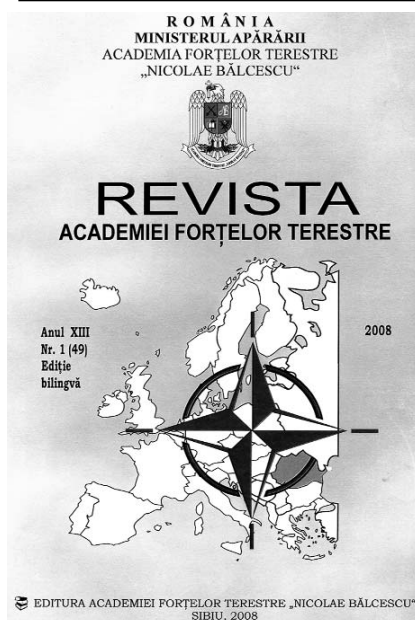 ROMÂNIA
MINISTERUL APĂRĂRII
ACADEMIA FORȚELOR TERESTRE
„NICOLAE BĂLCESCU“
REVISTA
ACADEMIEI FORȚELOR TERESTRE
Anul XIII
Nr. 1 (49)
Ediție
bilingvă
2008
EDITURA ACADEMIEI FORȚELOR TERESTRE „NICOLAE BĂLCESCU“
SIBIU, 2008